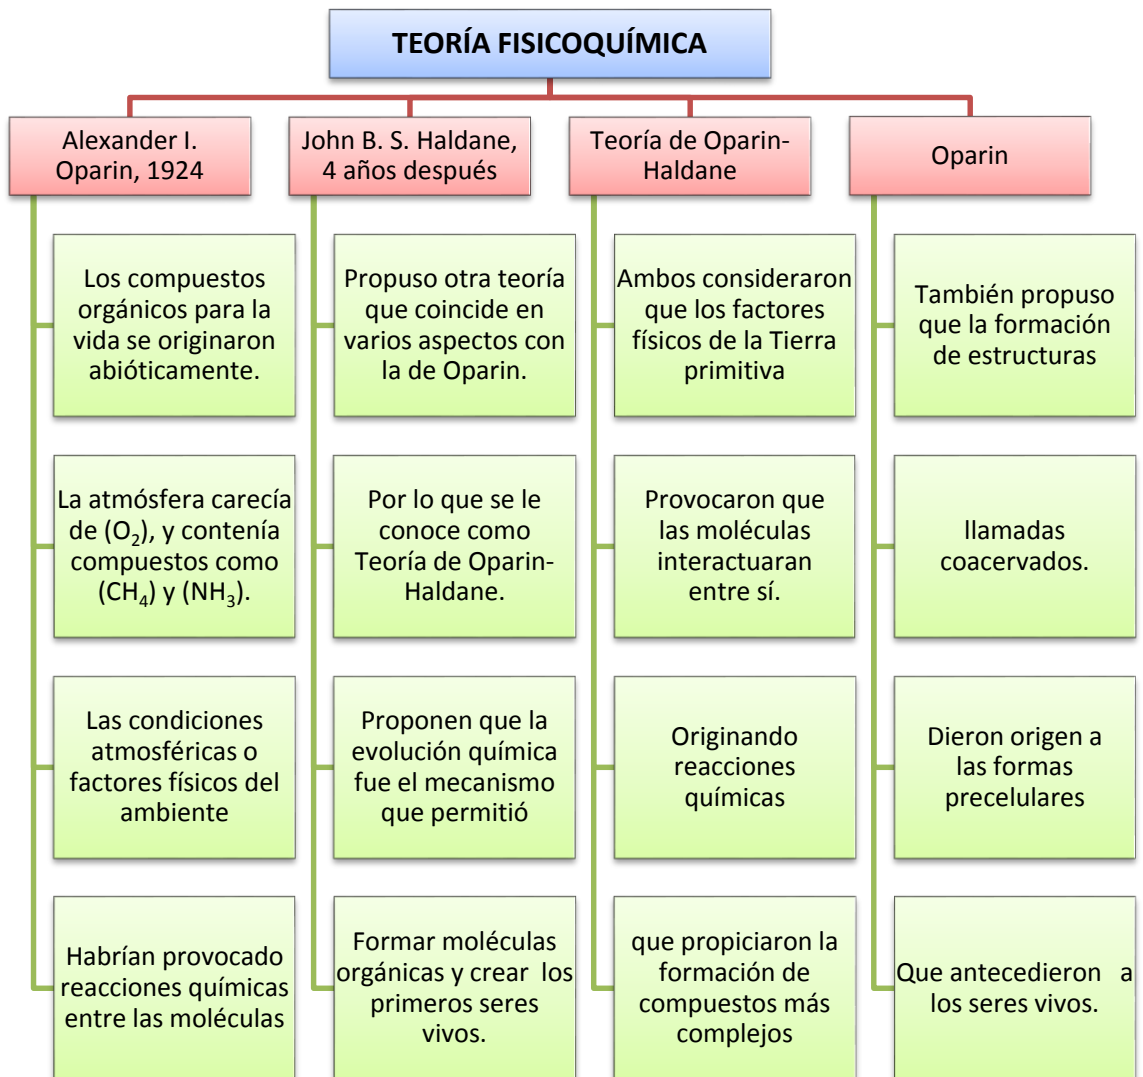 TEORÍA FISICOQUÍMICA
Alexander I.
Oparin, 1924
Los compuestos
orgánicos para la
vida se originaron
abióticamente.
La atmósfera carecía
de (O₂), y contenía
compuestos como
(CH₄) y (NH₃).
Las condiciones
atmosféricas o
factores físicos del
ambiente
Habrían provocado
reacciones químicas
entre las moléculas
John B. S. Haldane,
4 años después
Propuso otra teoría
que coincide en
varios aspectos con
la de Oparin.
Por lo que se le
conoce como
Teoría de Oparin-
Haldane.
Proponen que la
evolución química
fue el mecanismo
que permitió
Formar moléculas
orgánicas y crear los
primeros seres
vivos.
Teoría de Oparin-
Haldane
Ambos consideraron
que los factores
físicos de la Tierra
primitiva
Provocaron que
las moléculas
interactuaran
entre sí.
Originando
reacciones
químicas
que propiciaron la
formación de
compuestos más
complejos
Oparin
También propuso
que la formación
de estructuras
llamadas
coacervados.
Dieron origen a
las formas
precelulares
Que antecedieron a
los seres vivos.